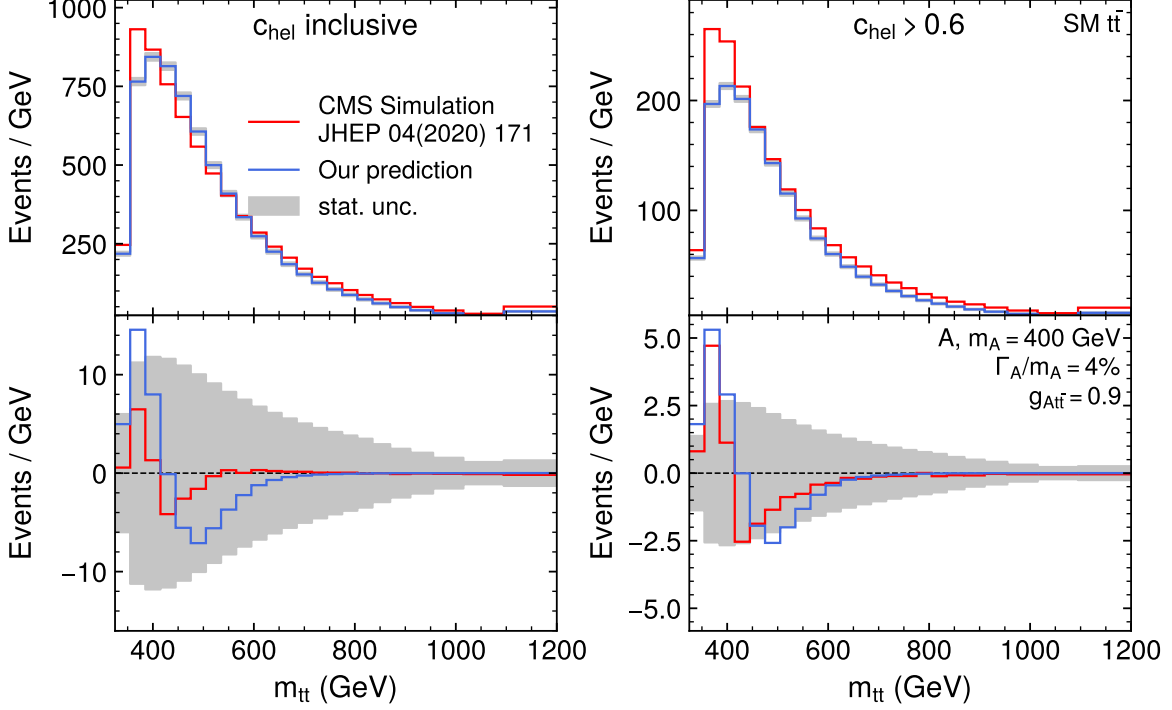 c_hel inclusive
CMS Simulation
JHEP 04(2020) 171
Our prediction
stat. unc.
Events / GeV
1000
750
500
250
c_hel > 0.6
SM tt̄
Events / GeV
200
100
Events / GeV
10
0
−10
400
600
800
1000
1200
m_tt (GeV)
A, m_A = 400 GeV
Γ_A/m_A = 4%
g_Att̄ = 0.9
Events / GeV
5.0
2.5
0.0
−2.5
−5.0
400
600
800
1000
1200
m_tt (GeV)